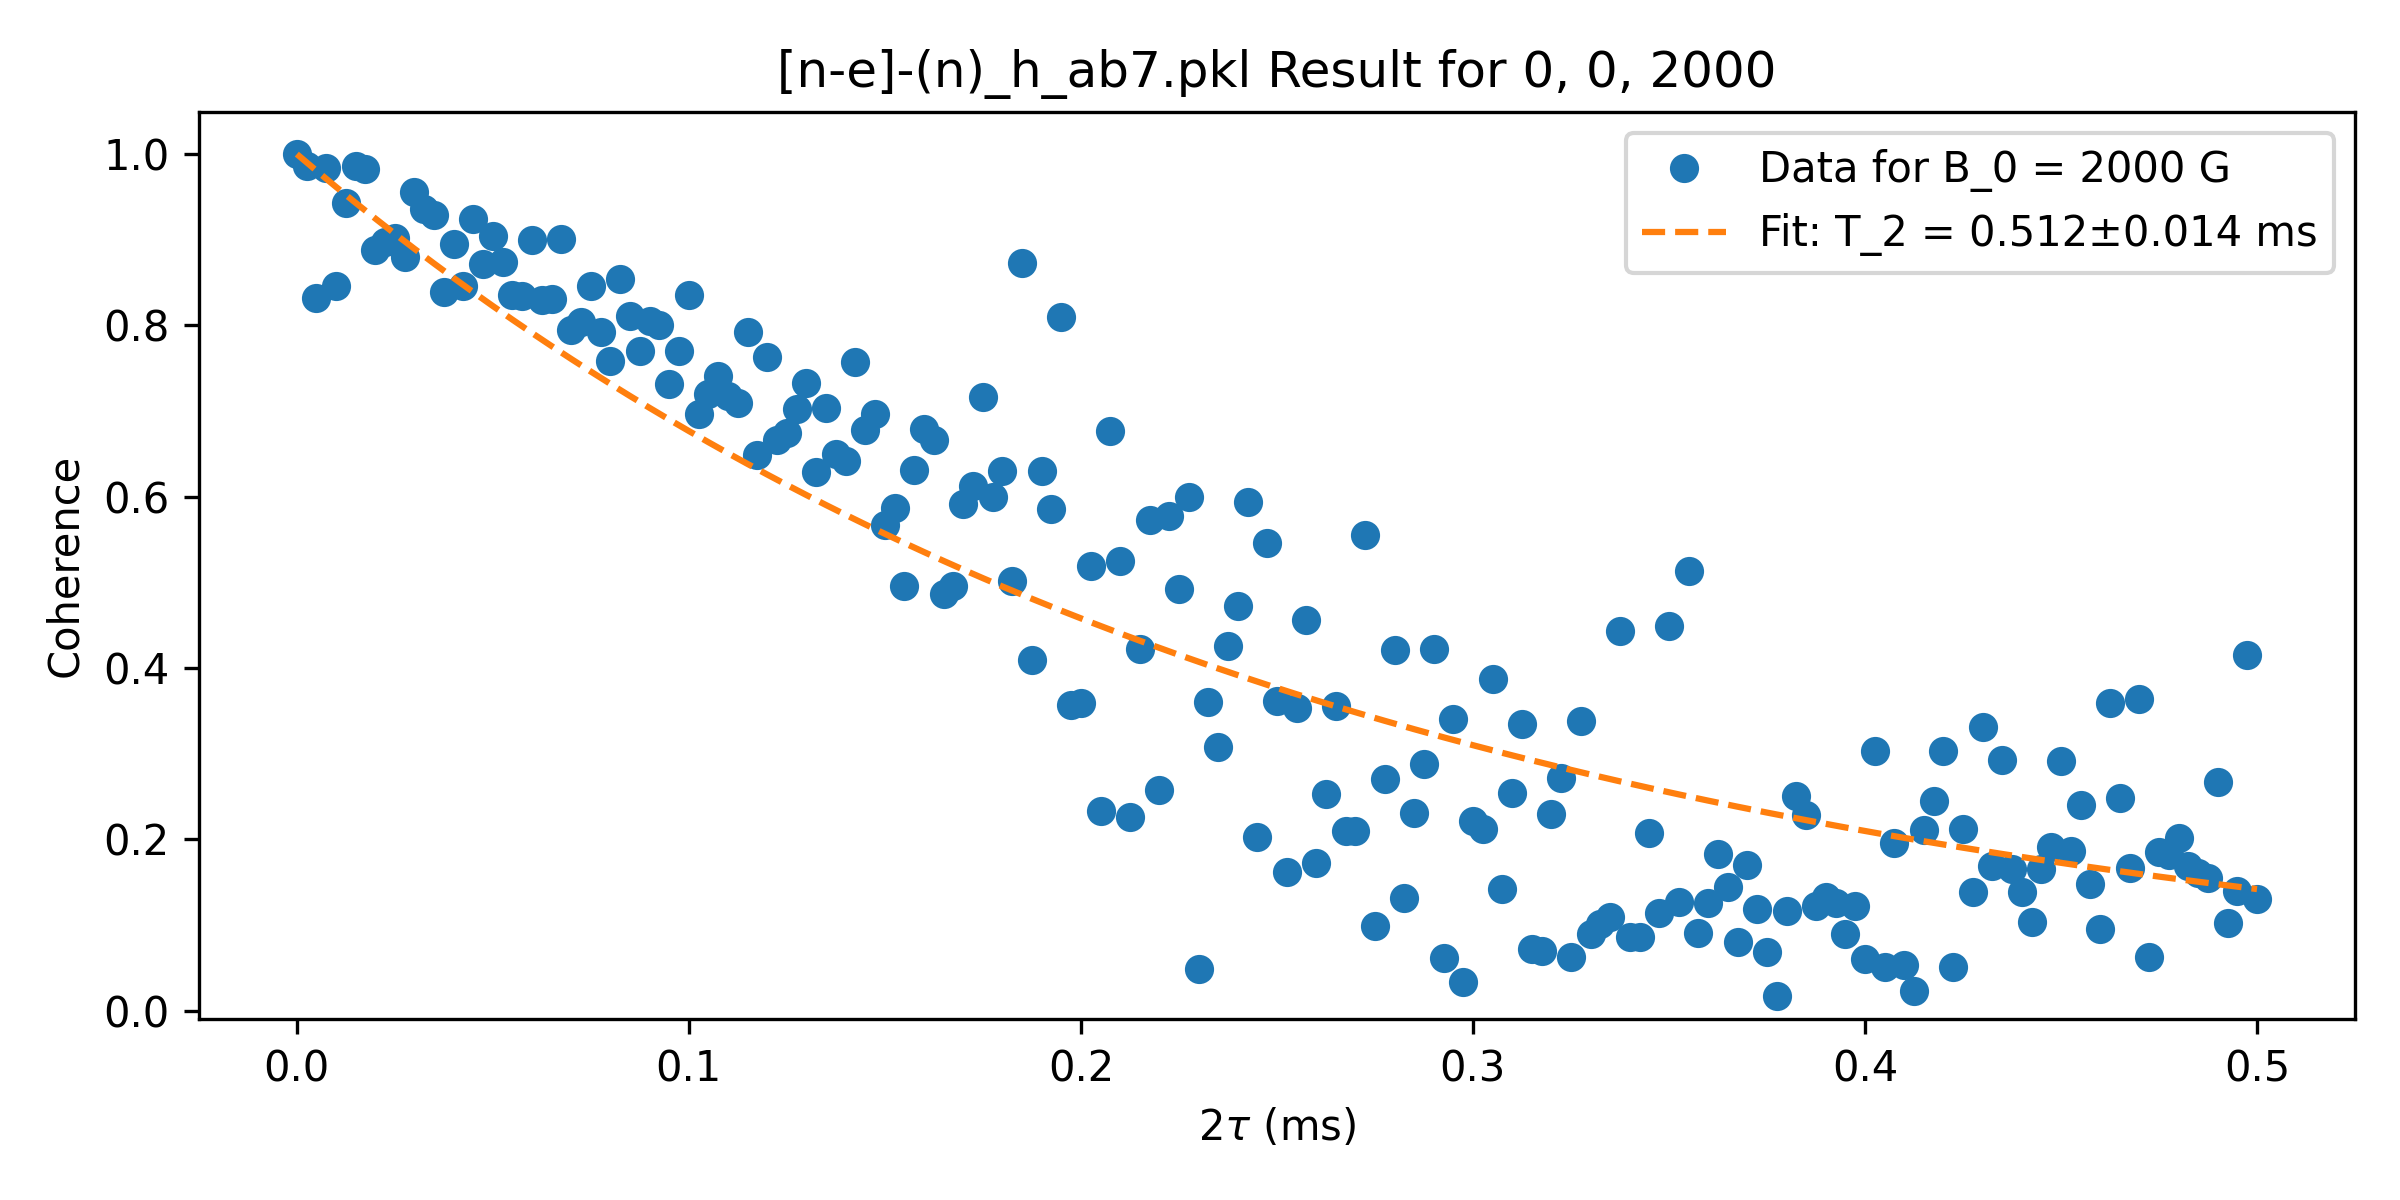 [n-e]-(n)_h_ab7.pkl Result for 0, 0, 2000
Data for B_0 = 2000 G
Fit: T_2 = 0.512±0.014 ms
Coherence
1.0
0.8
0.6
0.4
0.2
0.0
0.0 0.1 0.2 0.3 0.4 0.5
2τ (ms)